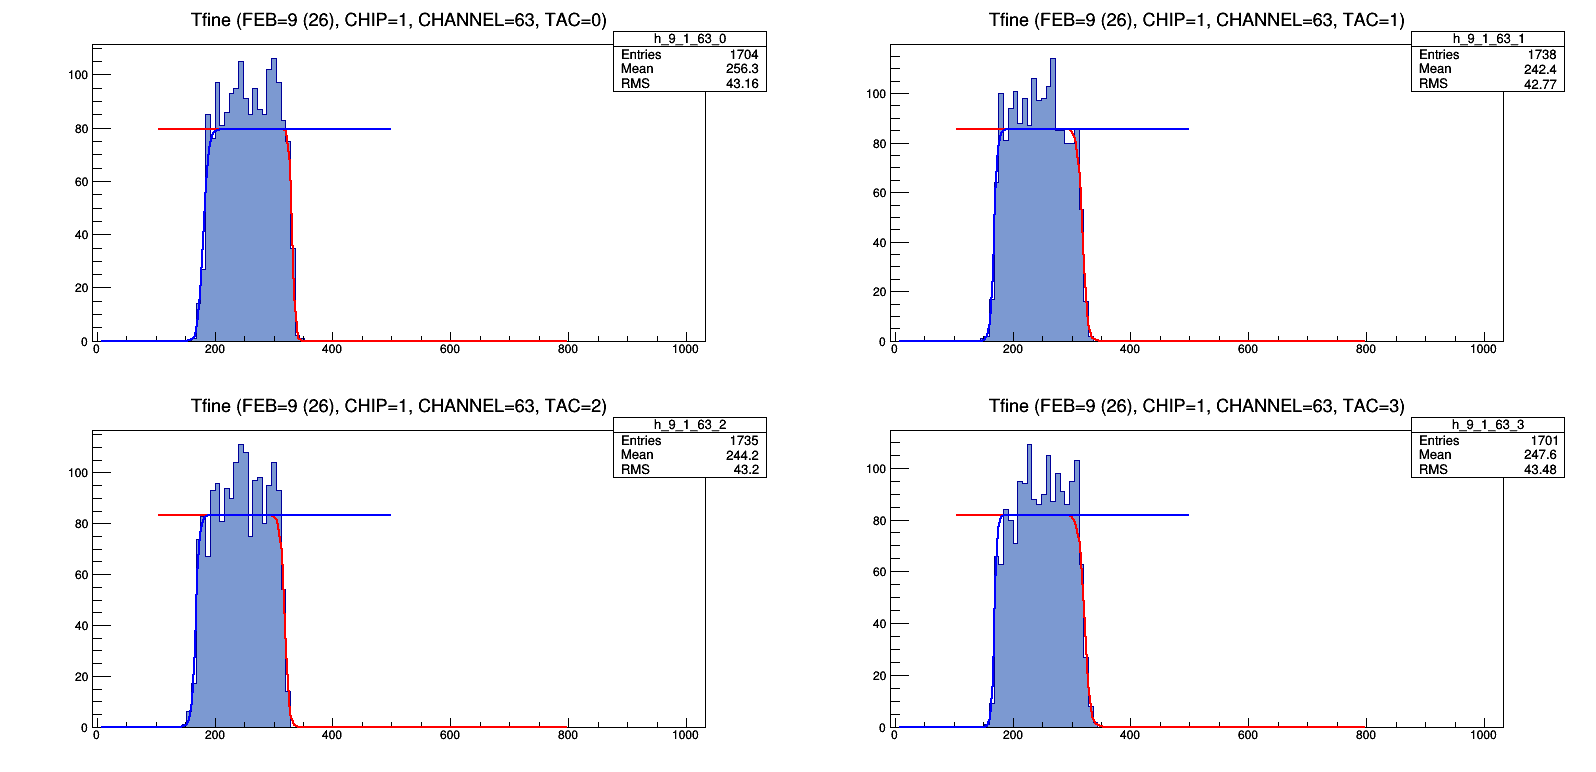 Tfine (FEB=9 (26), CHIP=1, CHANNEL=63, TAC=0)
h_9_1_63_0
Entries 1704
Mean 256.3
RMS 43.16
100
80
60
40
20
0
0 200 400 600 800 1000
Tfine (FEB=9 (26), CHIP=1, CHANNEL=63, TAC=1)
h_9_1_63_1
Entries 1738
Mean 242.4
RMS 42.77
100
80
60
40
20
0
0 200 400 600 800 1000
Tfine (FEB=9 (26), CHIP=1, CHANNEL=63, TAC=2)
h_9_1_63_2
Entries 1735
Mean 244.2
RMS 43.2
100
80
60
40
20
0
0 200 400 600 800 1000
Tfine (FEB=9 (26), CHIP=1, CHANNEL=63, TAC=3)
h_9_1_63_3
Entries 1701
Mean 247.6
RMS 43.48
100
80
60
40
20
0
0 200 400 600 800 1000